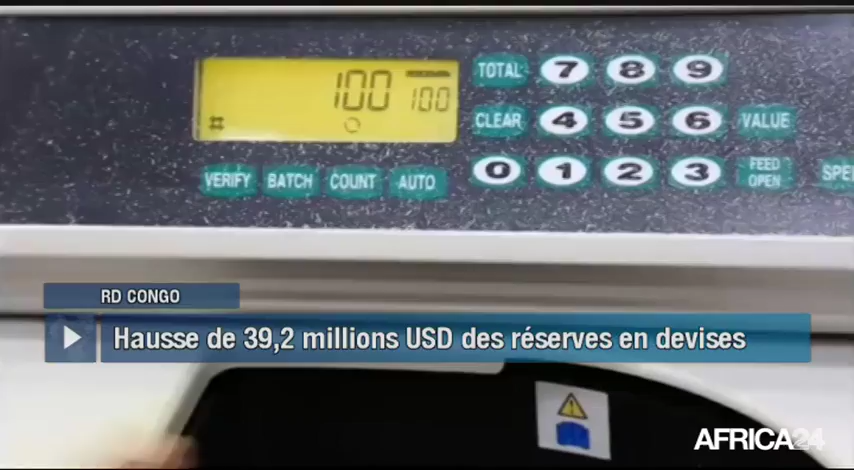 100 100
#
TOTAL 7 8 9
CLEAR 4 5 6 VALUE
0 1 2 3 FEED OPEN
VERIFY BATCH COUNT AUTO
RD CONGO
Hausse de 39,2 millions USD des réserves en devises
AFRICA24